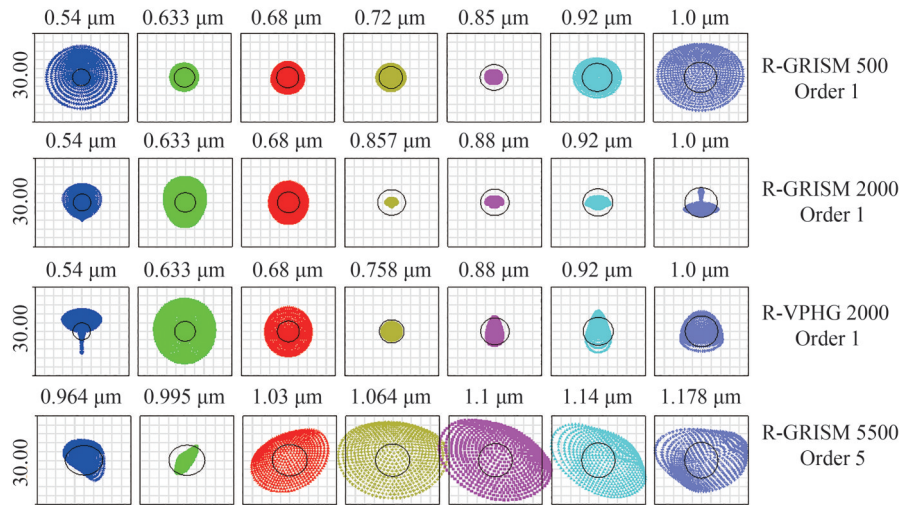 0.54 μm 0.633 μm 0.68 μm 0.72 μm 0.85 μm 0.92 μm 1.0 μm
30.00
R-GRISM 500
Order 1
0.54 μm 0.633 μm 0.68 μm 0.857 μm 0.88 μm 0.92 μm 1.0 μm
30.00
R-GRISM 2000
Order 1
0.54 μm 0.633 μm 0.68 μm 0.758 μm 0.88 μm 0.92 μm 1.0 μm
30.00
R-VPHG 2000
Order 1
0.964 μm 0.995 μm 1.03 μm 1.064 μm 1.1 μm 1.14 μm 1.178 μm
30.00
R-GRISM 5500
Order 5